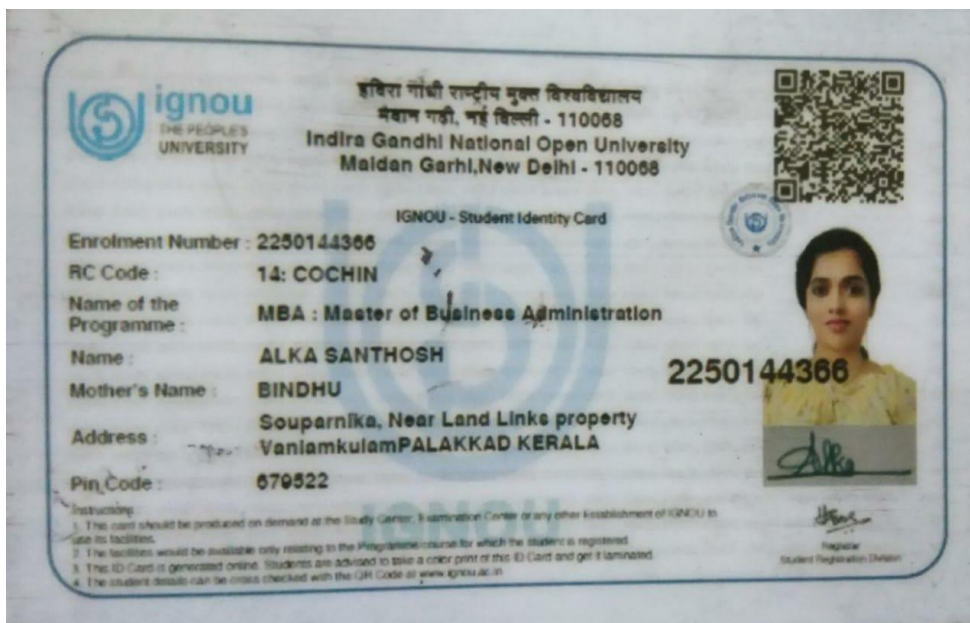 ignou
THE PEOPLE'S
UNIVERSITY
इंदिरा गांधी राष्ट्रीय मुक्त विश्वविद्यालय
मैदान गढ़ी, नई दिल्ली - 110068
Indira Gandhi National Open University
Maidan Garhi,New Delhi - 110068
IGNOU - Student Identity Card
Enrolment Number : 2250144366
RC Code : 14: COCHIN
Name of the Programme : MBA : Master of Business Administration
Name : ALKA SANTHOSH
Mother's Name : BINDHU
Address : Souparnika, Near Land Links property
VaniamkulamPALAKKAD KERALA
Pin Code : 679522
2250144366
Alka
Instructions:
1. This card should be produced on demand at the Study Center, Examination Center or any other Establishment of IGNOU to
use its facilities.
2. The facilities would be available only relating to the Programme/course for which the student is registered.
3. This ID Card is generated online. Students are advised to take a color print of this ID Card and get it laminated.
4. The student details can be cross checked with the QR Code at www.ignou.ac.in
Registrar
Student Registration Division
IGNOU